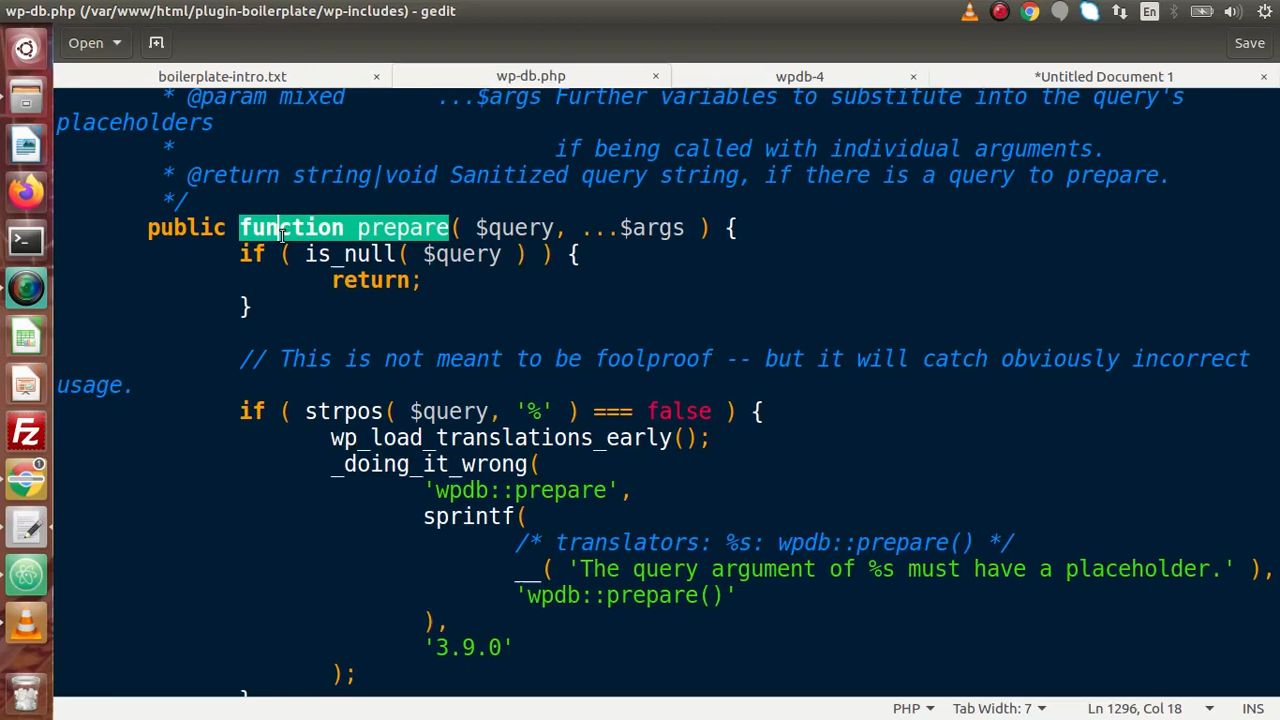 wp-db.php (/var/www/html/plugin-boilerplate/wp-includes) - gedit
En
Open
Save
boilerplate-intro.txt × wp-db.php × wpdb-4 × *Untitled Document 1 ×
* @param mixed ...$args Further variables to substitute into the query's
placeholders
* if being called with individual arguments.
* @return string|void Sanitized query string, if there is a query to prepare.
*/
public function prepare( $query, ...$args ) {
if ( is_null( $query ) ) {
return;
}
// This is not meant to be foolproof -- but it will catch obviously incorrect
usage.
if ( strpos( $query, '%' ) === false ) {
wp_load_translations_early();
_doing_it_wrong(
'wpdb::prepare',
sprintf(
/* translators: %s: wpdb::prepare() */
__( 'The query argument of %s must have a placeholder.' ),
'wpdb::prepare()'
),
'3.9.0'
);
}
Fz
1
PHP Tab Width: 7 Ln 1296, Col 18 INS